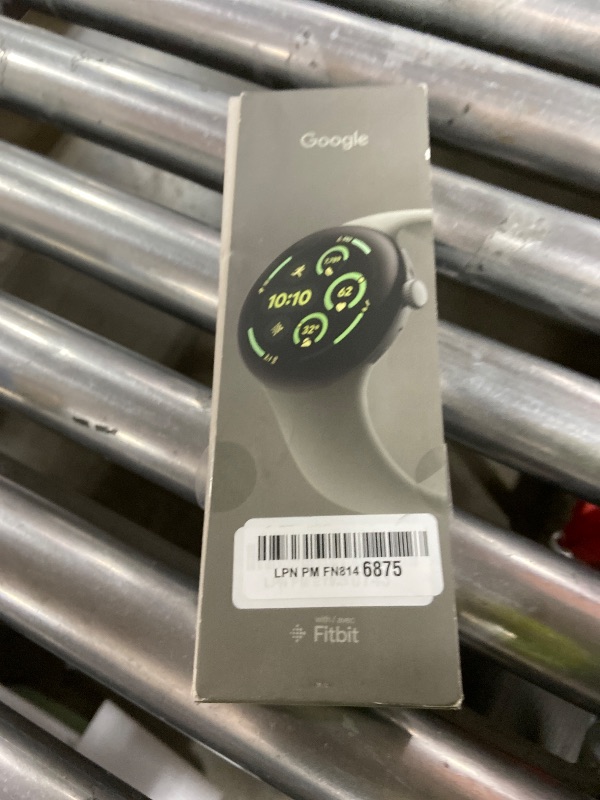 Google
10:10
62
32°
LPN PM FN814 6875
with / avec
Fitbit